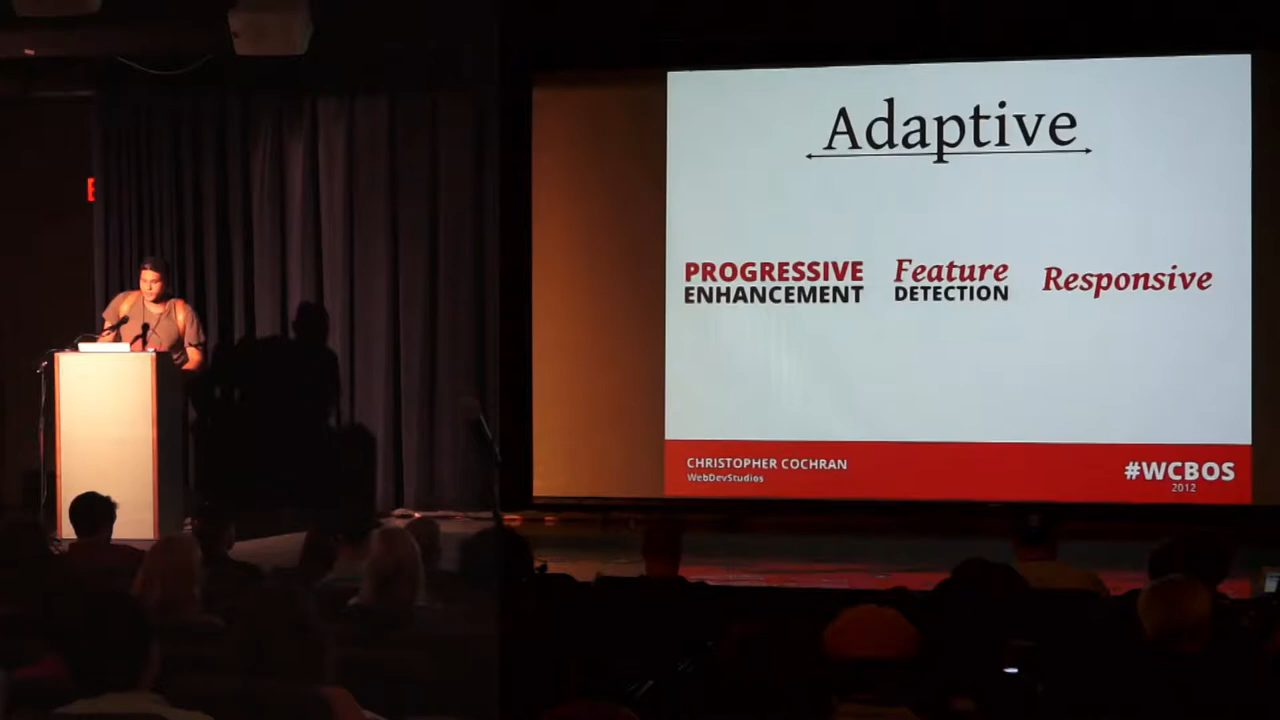 Adaptive
PROGRESSIVE
ENHANCEMENT
Feature
DETECTION
Responsive
CHRISTOPHER COCHRAN
WebDevStudios
#WCBOS
2012
E